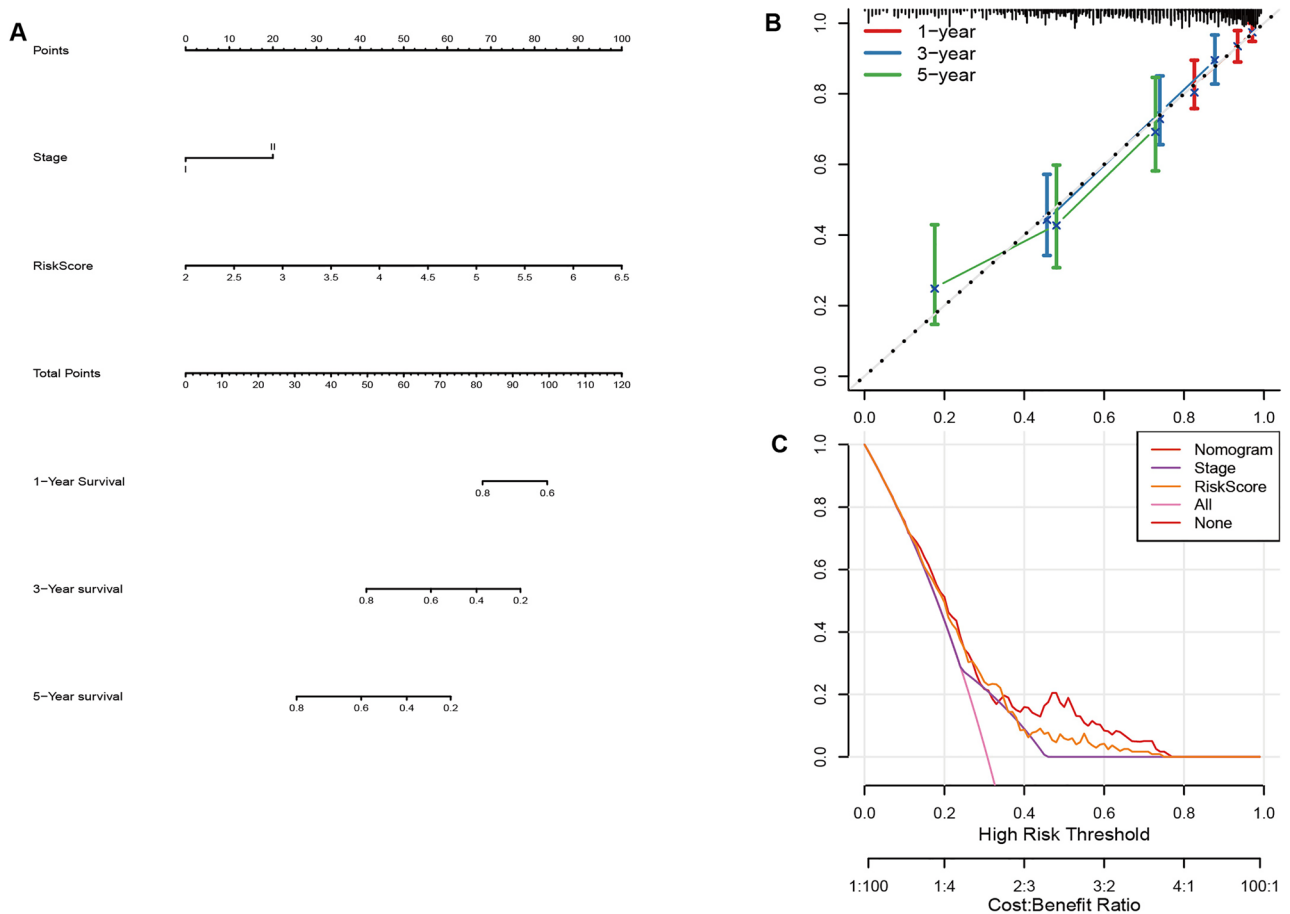 A
Points
0 10 20 30 40 50 60 70 80 90 100
Stage
II
I
RiskScore
2 2.5 3 3.5 4 4.5 5 5.5 6 6.5
Total Points
0 10 20 30 40 50 60 70 80 90 100 110 120
1−Year Survival
0.8 0.6
3−Year survival
0.8 0.6 0.4 0.2
5−Year survival
0.8 0.6 0.4 0.2
B
1−year
3−year
5−year
1.0
0.8
0.6
0.4
0.2
0.0
0.0 0.2 0.4 0.6 0.8 1.0
C
Nomogram
Stage
RiskScore
All
None
1.0
0.8
0.6
0.4
0.2
0.0
0.0 0.2 0.4 0.6 0.8 1.0
High Risk Threshold
1:100 1:4 2:3 3:2 4:1 100:1
Cost:Benefit Ratio